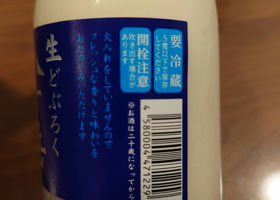 要冷蔵
5度以下で保存
してください
開栓注意
吹き出す場合が
あります
火入れをしていませんので
フレッシュな香りと味わいを
おたのしみいただけます
生どぶろく
※お酒は二十歳になってから
4580004471229